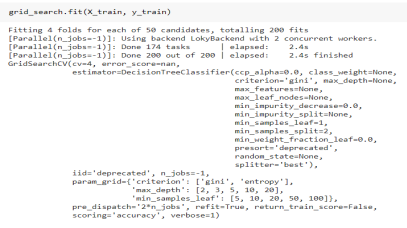 grid_search.fit(X_train, y_train)
Fitting 4 folds for each of 50 candidates, totalling 200 fits
[Parallel(n_jobs=-1)]: Using backend LokyBackend with 2 concurrent workers.
[Parallel(n_jobs=-1)]: Done 174 tasks | elapsed: 2.4s
[Parallel(n_jobs=-1)]: Done 200 out of 200 | elapsed: 2.4s finished
GridSearchCV(cv=4, error_score=nan,
estimator=DecisionTreeClassifier(ccp_alpha=0.0, class_weight=None,
criterion='gini', max_depth=None,
max_features=None,
max_leaf_nodes=None,
min_impurity_decrease=0.0,
min_impurity_split=None,
min_samples_leaf=1,
min_samples_split=2,
min_weight_fraction_leaf=0.0,
presort='deprecated',
random_state=None,
splitter='best'),
iid='deprecated', n_jobs=-1,
param_grid={'criterion': ['gini', 'entropy'],
'max_depth': [2, 3, 5, 10, 20],
'min_samples_leaf': [5, 10, 20, 50, 100]},
pre_dispatch='2*n_jobs', refit=True, return_train_score=False,
scoring='accuracy', verbose=1)